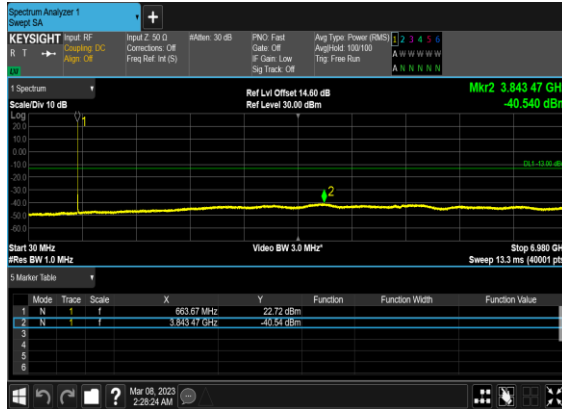 Spectrum Analyzer 1
Swept SA
+
KEYSIGHT Input: RF Input Z: 50 Ω #Atten: 30 dB PNO: Fast Avg Type: Power (RMS) 1 2 3 4 5 6
R T Coupling: DC Corrections: Off Gate: Off Avg|Hold: 100/100 A W W W W W
Align: Off Freq Ref: Int (S) IF Gain: Low Trig: Free Run
Sig Track: Off A N N N N N
1 Spectrum Ref Lvl Offset 14.60 dB Mkr2 3.843 47 GH
Scale/Div 10 dB Ref Level 30.00 dBm -40.540 dBm
Log
1
20.0
10.0
0.00
-10.0 DL1 -13.00 dB
-20.0
-30.0
2
-40.0
-50.0
-60.0
Start 30 MHz Video BW 3.0 MHz* Stop 6.980 GH
#Res BW 1.0 MHz Sweep 13.3 ms (40001 pts
5 Marker Table
Mode Trace Scale X Y Function Function Width Function Value
1 N 1 f 663.67 MHz 22.72 dBm
2 N 1 f 3.843 47 GHz -40.54 dBm
3
4
5
6
? Mar 08, 2023
2:28:24 AM